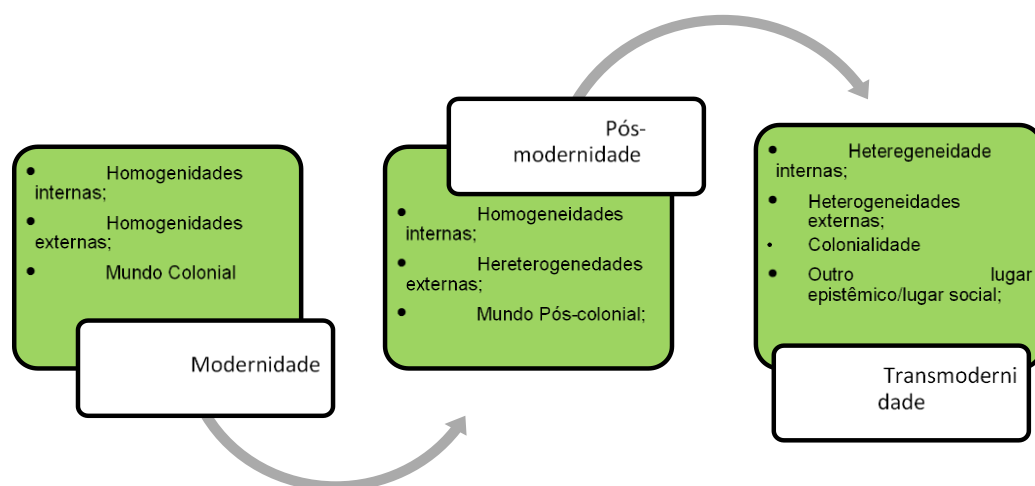 • Homogenidades
internas;
• Homogenidades
externas;
• Mundo Colonial
Modernidade
Pós-
modernidade
• Homogeneidades
internas;
• Hereterogenedades
externas;
• Mundo Pós-colonial;
• Heteregeneidade
internas;
• Heterogeneidades
externas;
• Colonialidade
• Outro lugar
epistêmico/lugar social;
Transmoderni
dade